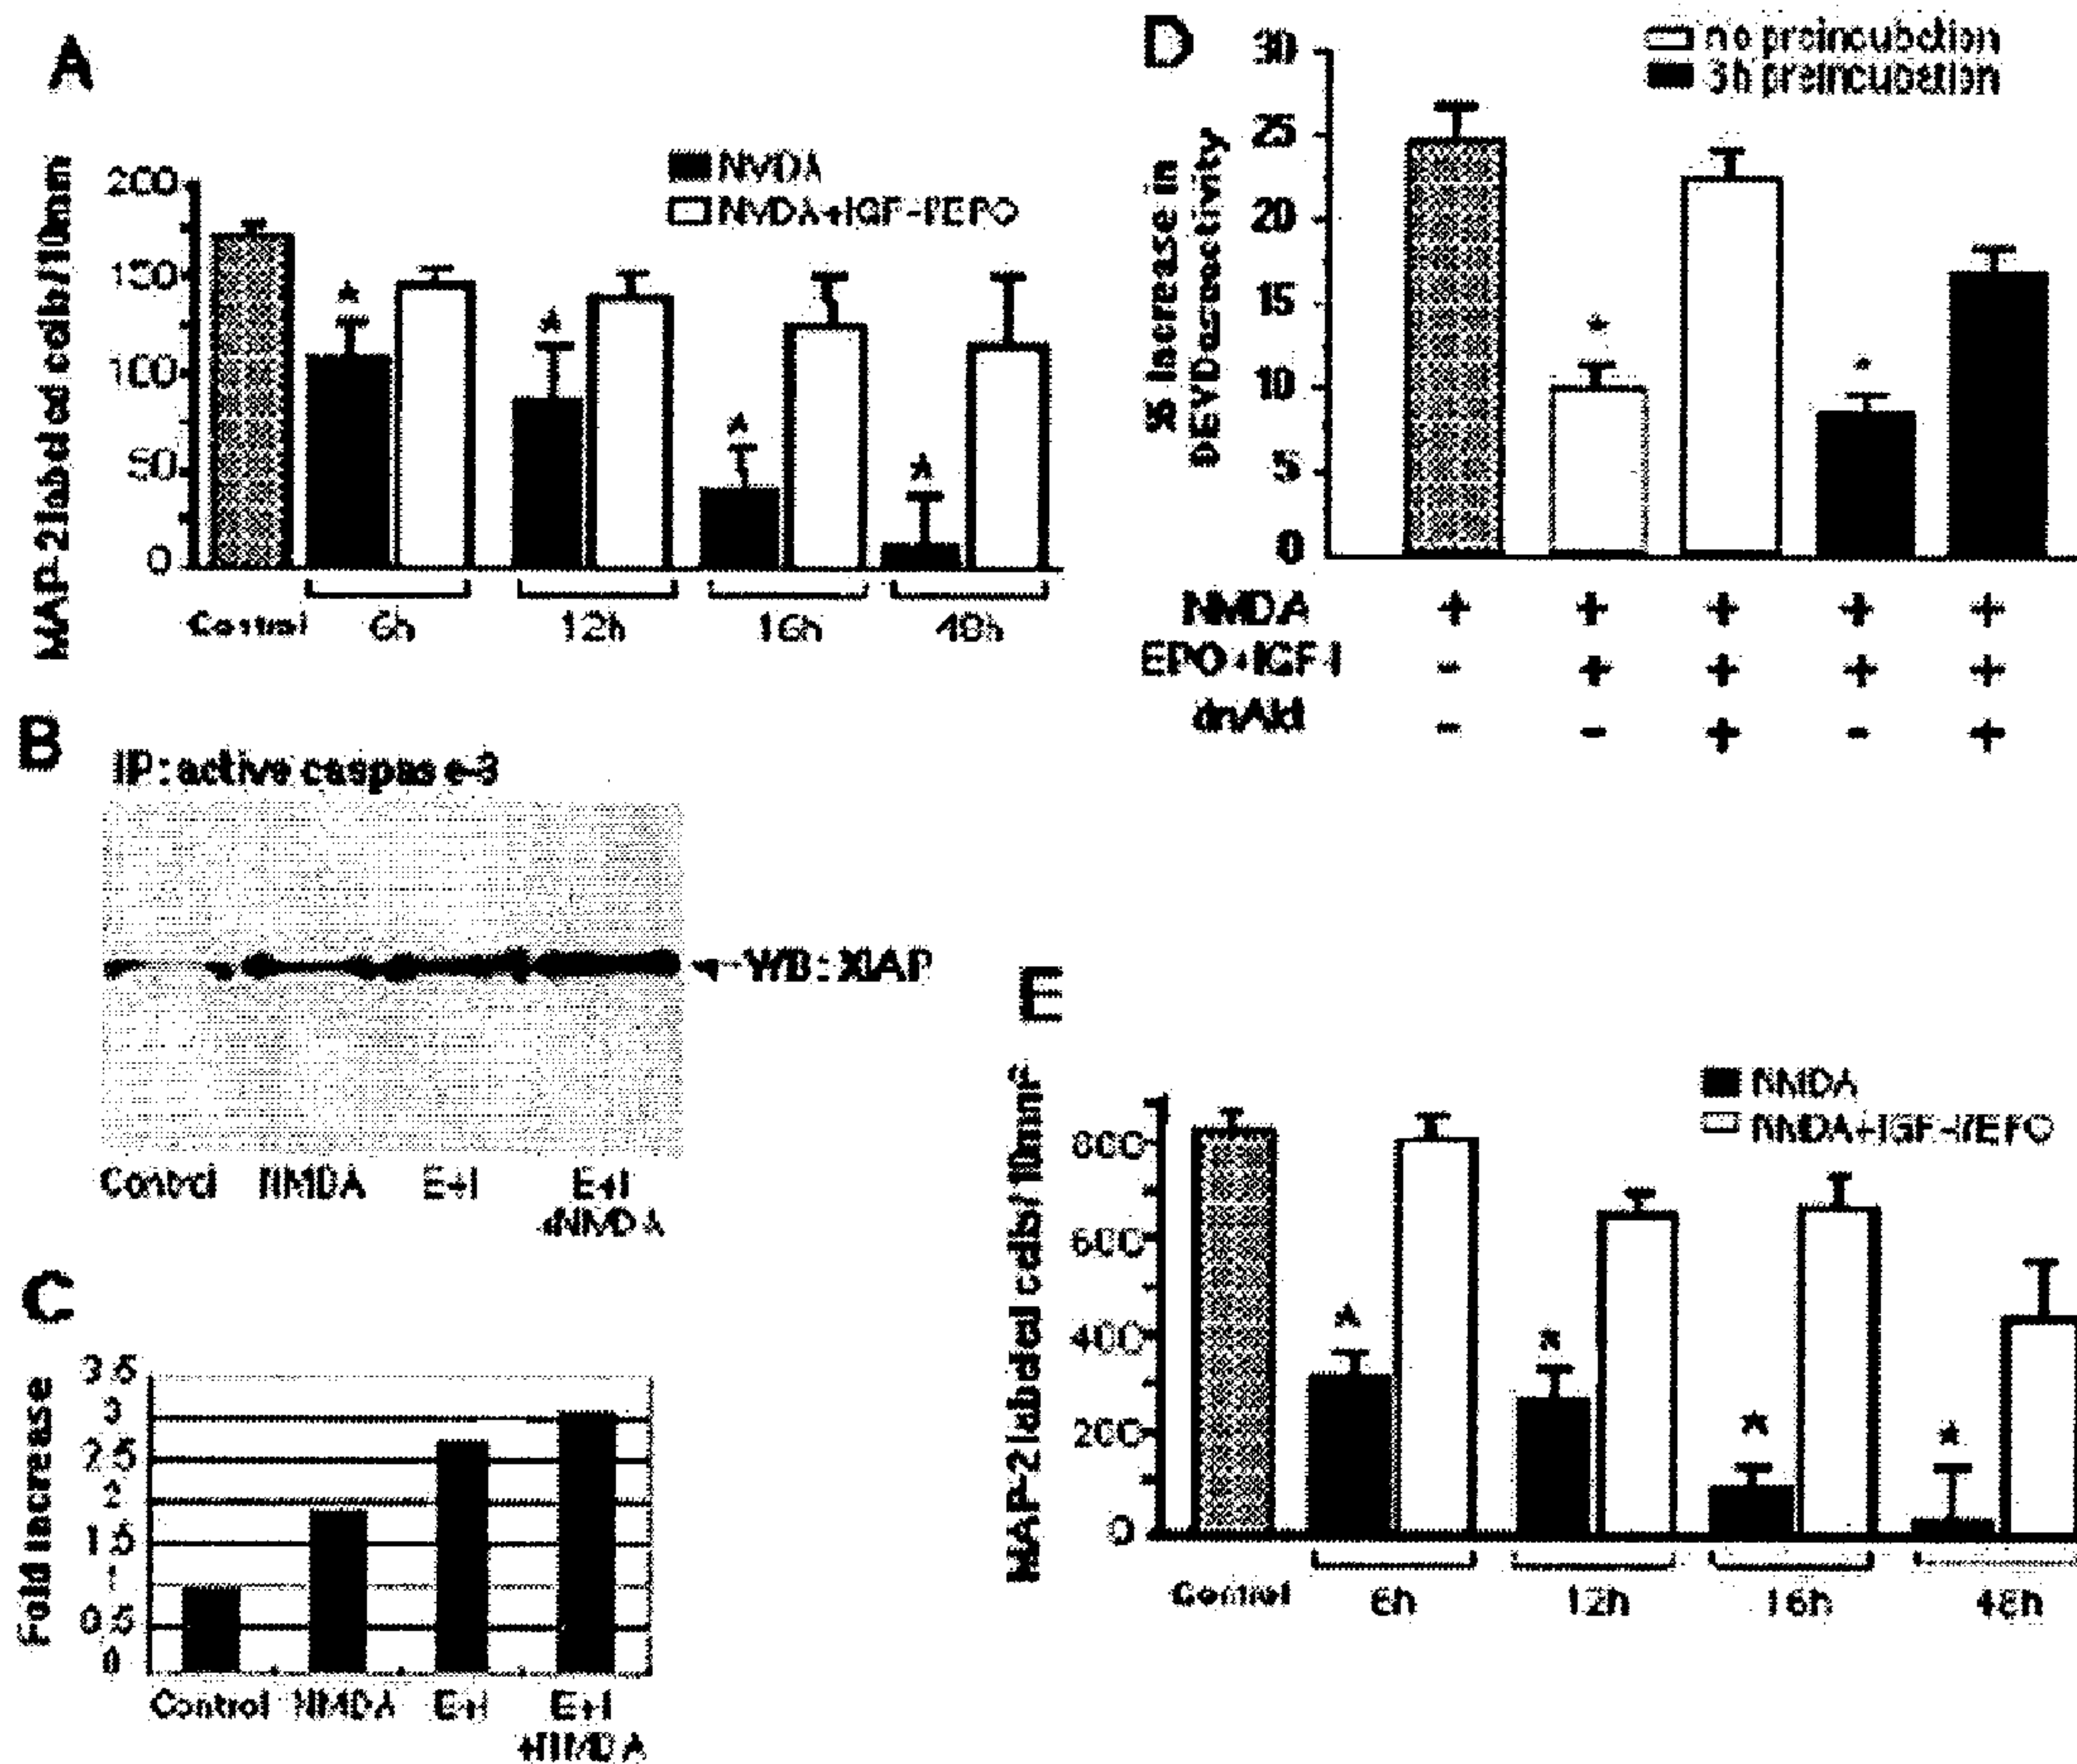 A
MAP-2 labeled cells/10mm
200
150
100
50
0
NMDA
NMDA+IGF-I/EPO
Control
6h
12h
16h
48h
B
IP: active caspase-3
WB: XIAP
Control NMDA E+I E+I
+NMDA
C
Fold increase
3.5
3
2.5
2
1.5
1
0.5
0
Control NMDA E+I E+I
+NMDA
D
% Increase in
DEVDase activity
30
25
20
15
10
5
0
no preincubation
3h preincubation
NMDA + + + + +
EPO+IGF-I - + + + +
dnAkt - - + - +
E
MAP-2 labeled cells/10mm²
800
600
400
200
0
NMDA
NMDA+IGF-I/EPO
Control
6h
12h
16h
48h